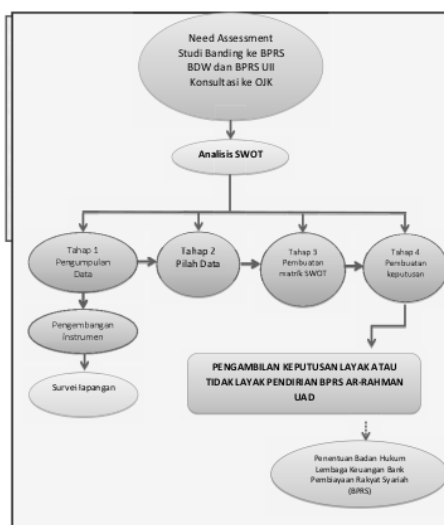 Need Assessment
Studi Banding ke BPRS
BDW dan BPRS UII
Konsultasi ke OJK
Analisis SWOT
Tahap 1
Pengumpulan
Data
Tahap 2
Pilah Data
Tahap 3
Pembuatan
matrik SWOT
Tahap 4
Pembuatan
keputusan
Pengembangan
Instrumen
Survei lapangan
PENGAMBILAN KEPUTUSAN LAYAK ATAU
TIDAK LAYAK PENDIRIAN BPRS AR-RAHMAN
UAD
Penentuan Badan Hukum
Lembaga Keuangan Bank
Pembiayaan Rakyat Syariah
(BPRS)